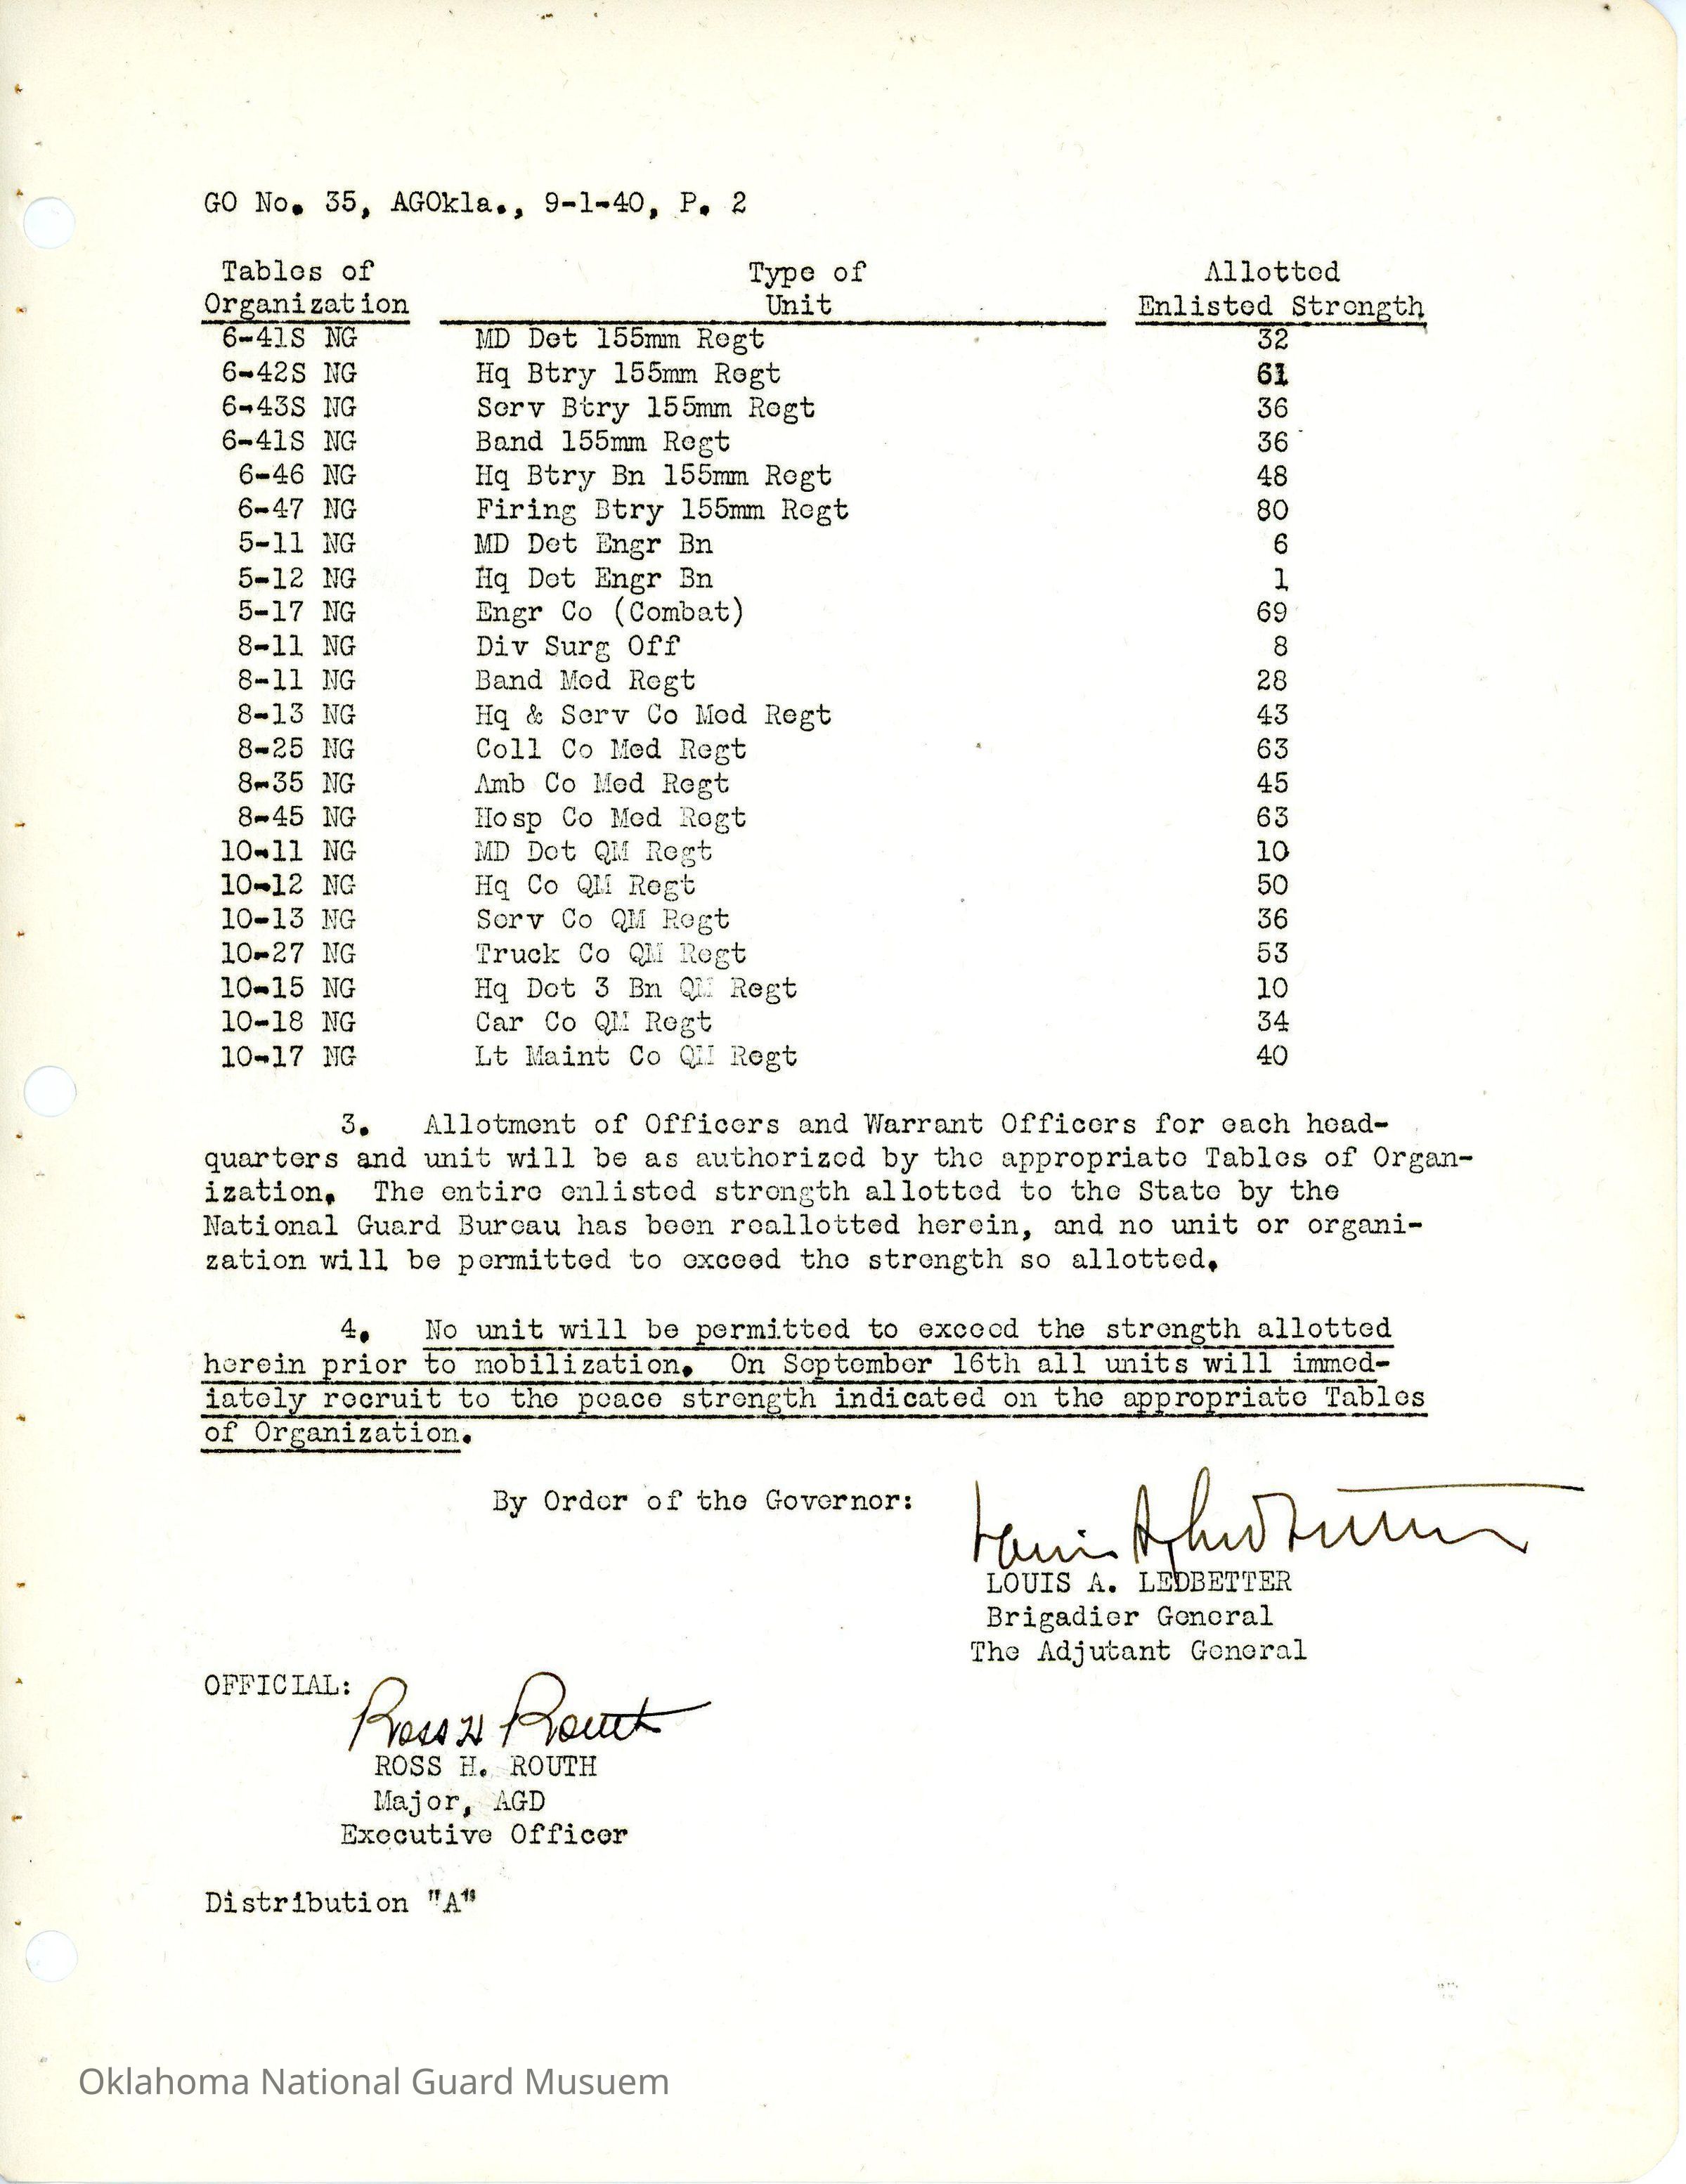 GO No. 35, AGOkla., 9-1-40, P. 2
Tables of Type of Allotted
Organization Unit Enlisted Strength
6-41S NG MD Det 155mm Regt 32
6-42S NG Hq Btry 155mm Regt 61
6-43S NG Serv Btry 155mm Regt 36
6-41S NG Band 155mm Regt 36
6-46 NG Hq Btry Bn 155mm Regt 48
6-47 NG Firing Btry 155mm Regt 80
5-11 NG MD Det Engr Bn 6
5-12 NG Hq Det Engr Bn 1
5-17 NG Engr Co (Combat) 69
8-11 NG Div Surg Off 8
8-11 NG Band Med Regt 28
8-13 NG Hq & Serv Co Med Regt 43
8-25 NG Coll Co Med Regt 63
8-35 NG Amb Co Med Regt 45
8-45 NG Hosp Co Med Regt 63
10-11 NG MD Det QM Regt 10
10-12 NG Hq Co QM Regt 50
10-13 NG Serv Co QM Regt 36
10-27 NG Truck Co QM Regt 53
10-15 NG Hq Det 3 Bn QM Regt 10
10-18 NG Car Co QM Regt 34
10-17 NG Lt Maint Co QM Regt 40
3. Allotment of Officers and Warrant Officers for each head-
quarters and unit will be as authorized by the appropriate Tables of Organ-
ization. The entire enlisted strength allotted to the State by the
National Guard Bureau has been reallotted herein, and no unit or organi-
zation will be permitted to exceed the strength so allotted.
4. No unit will be permitted to exceed the strength allotted
herein prior to mobilization. On September 16th all units will immed-
iately recruit to the peace strength indicated on the appropriate Tables
of Organization.
By Order of the Governor:
Louis A. Ledbetter
LOUIS A. LEDBETTER
Brigadier General
The Adjutant General
OFFICIAL:
Ross H Routh
ROSS H. ROUTH
Major, AGD
Executive Officer
Distribution "A"
Oklahoma National Guard Musuem